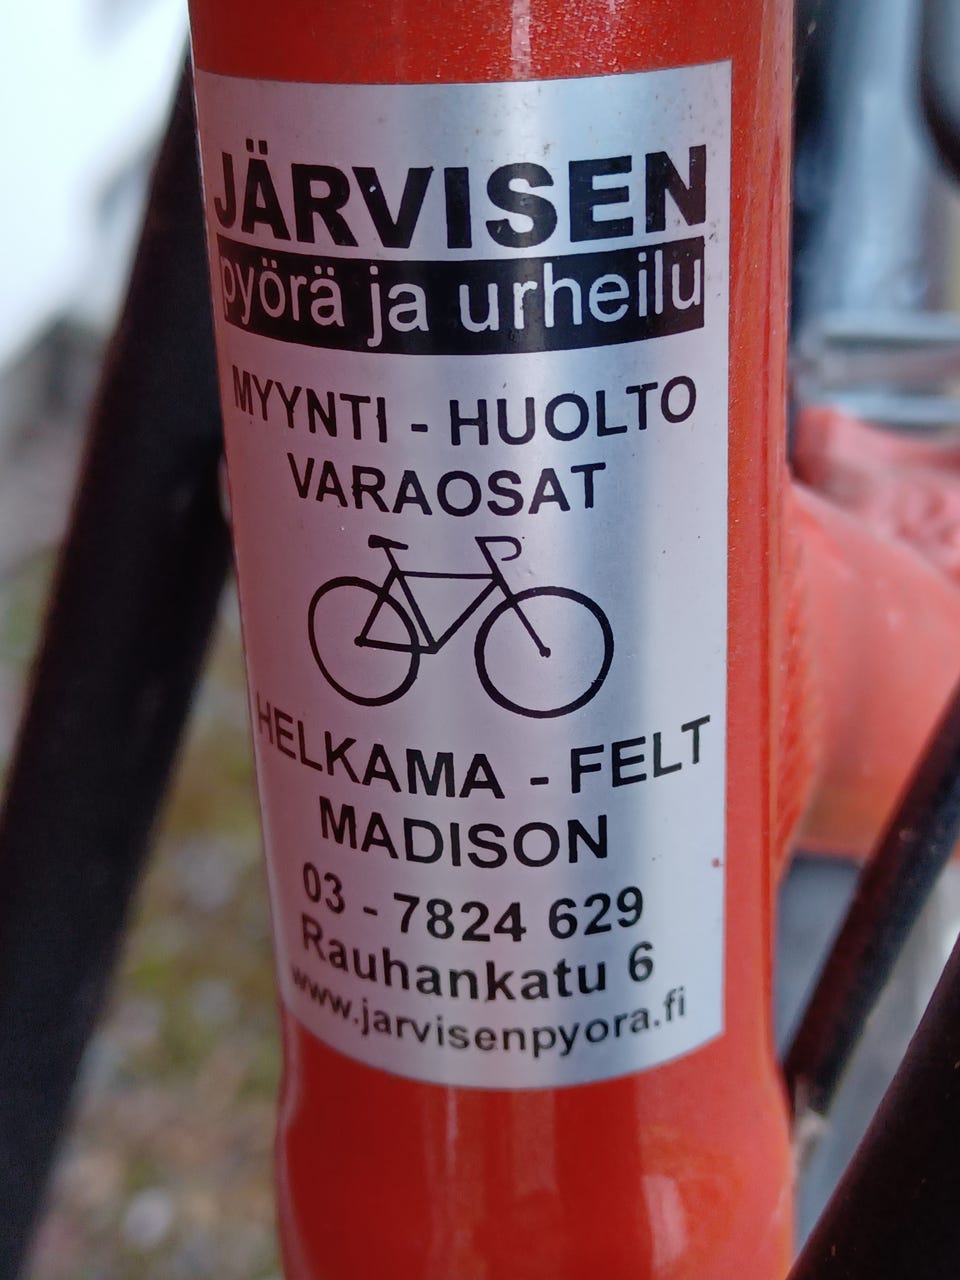 JÄRVISEN
pyörä ja urheilu
MYYNTI - HUOLTO
VARAOSAT
HELKAMA - FELT
MADISON
03 - 7824 629
Rauhankatu 6
www.jarvisenpyora.fi